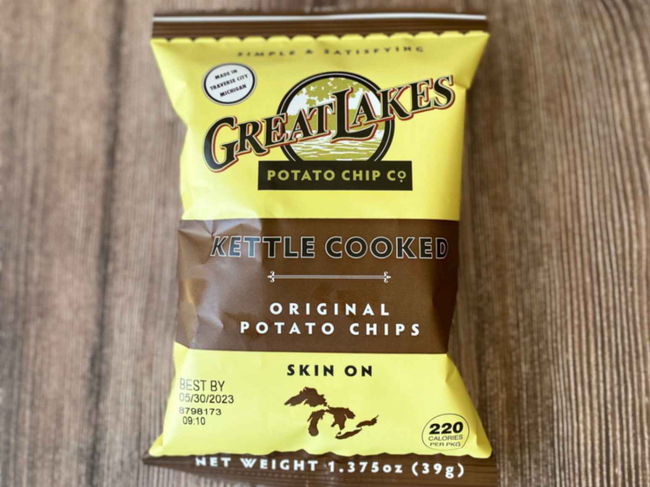 SIMPLE & SATISFYING
MADE IN
TRAVERSE CITY
MICHIGAN
GREAT LAKES
POTATO CHIP CO
KETTLE COOKED
ORIGINAL
POTATO CHIPS
SKIN ON
BEST BY
05/30/2023
8798173
09:10
220
CALORIES
PER PKG
NET WEIGHT 1.375oz (39g)